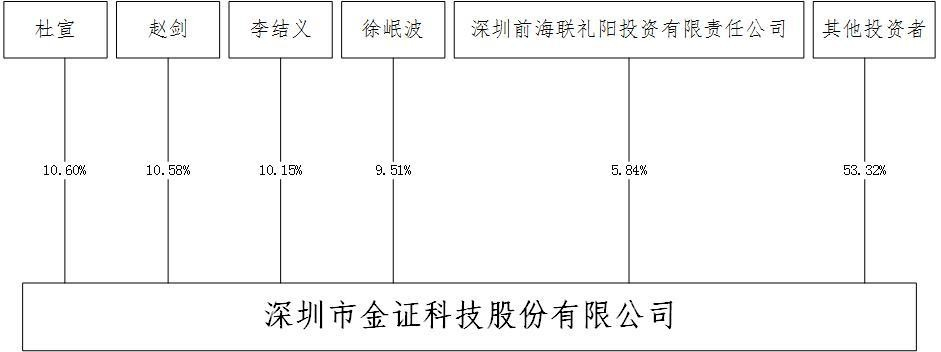 杜宣
赵剑
李结义
徐岷波
深圳前海联礼阳投资有限责任公司
其他投资者
10.60%
10.58%
10.15%
9.51%
5.84%
53.32%
深圳市金证科技股份有限公司